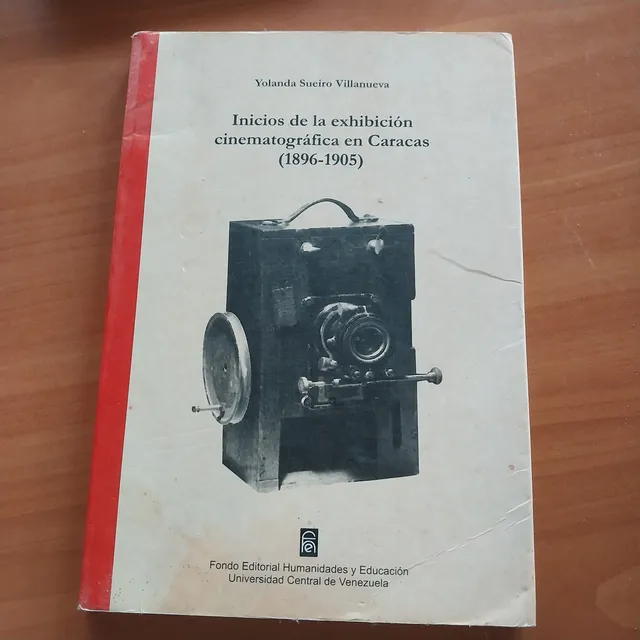 Yolanda Sueiro Villanueva
Inicios de la exhibición
cinematográfica en Caracas
(1896-1905)
Fondo Editorial Humanidades y Educación
Universidad Central de Venezuela